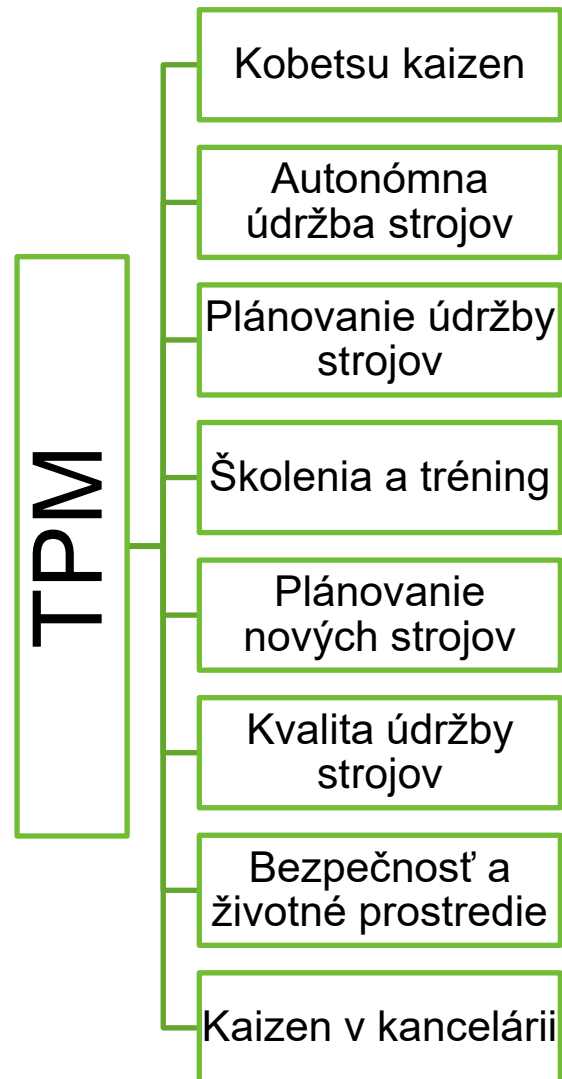 TPM
Kobetsu kaizen
Autonómna
údržba strojov
Plánovanie údržby
strojov
Školenia a tréning
Plánovanie
nových strojov
Kvalita údržby
strojov
Bezpečnosť a
životné prostredie
Kaizen v kancelárii